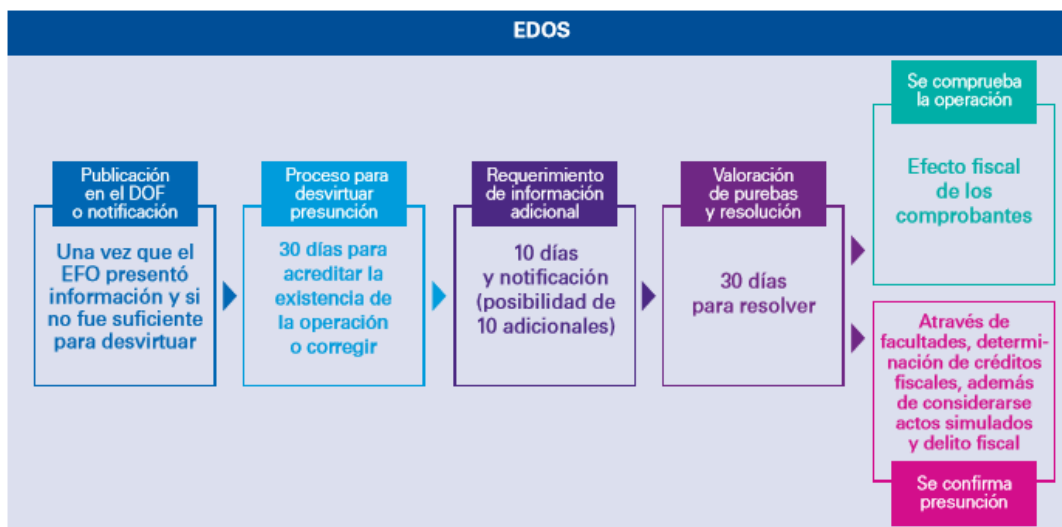 EDOS
Publicación
en el DOF
o notificación
Una vez que el
EFO presentó
información y si
no fue suficiente
para desvirtuar
Proceso para
desvirtuar
presunción
30 días para
acreditar la
existencia de
la operación
o corregir
Requerimiento
de información
adicional
10 días
y notificación
(posibilidad de
10 adicionales)
Valoración
de purebas
y resolución
30 días
para resolver
Se comprueba
la operación
Efecto fiscal
de los
comprobantes
Através de
facultades, determi-
nación de créditos
fiscales, además
de considerarse
actos simulados
y delito fiscal
Se confirma
presunción